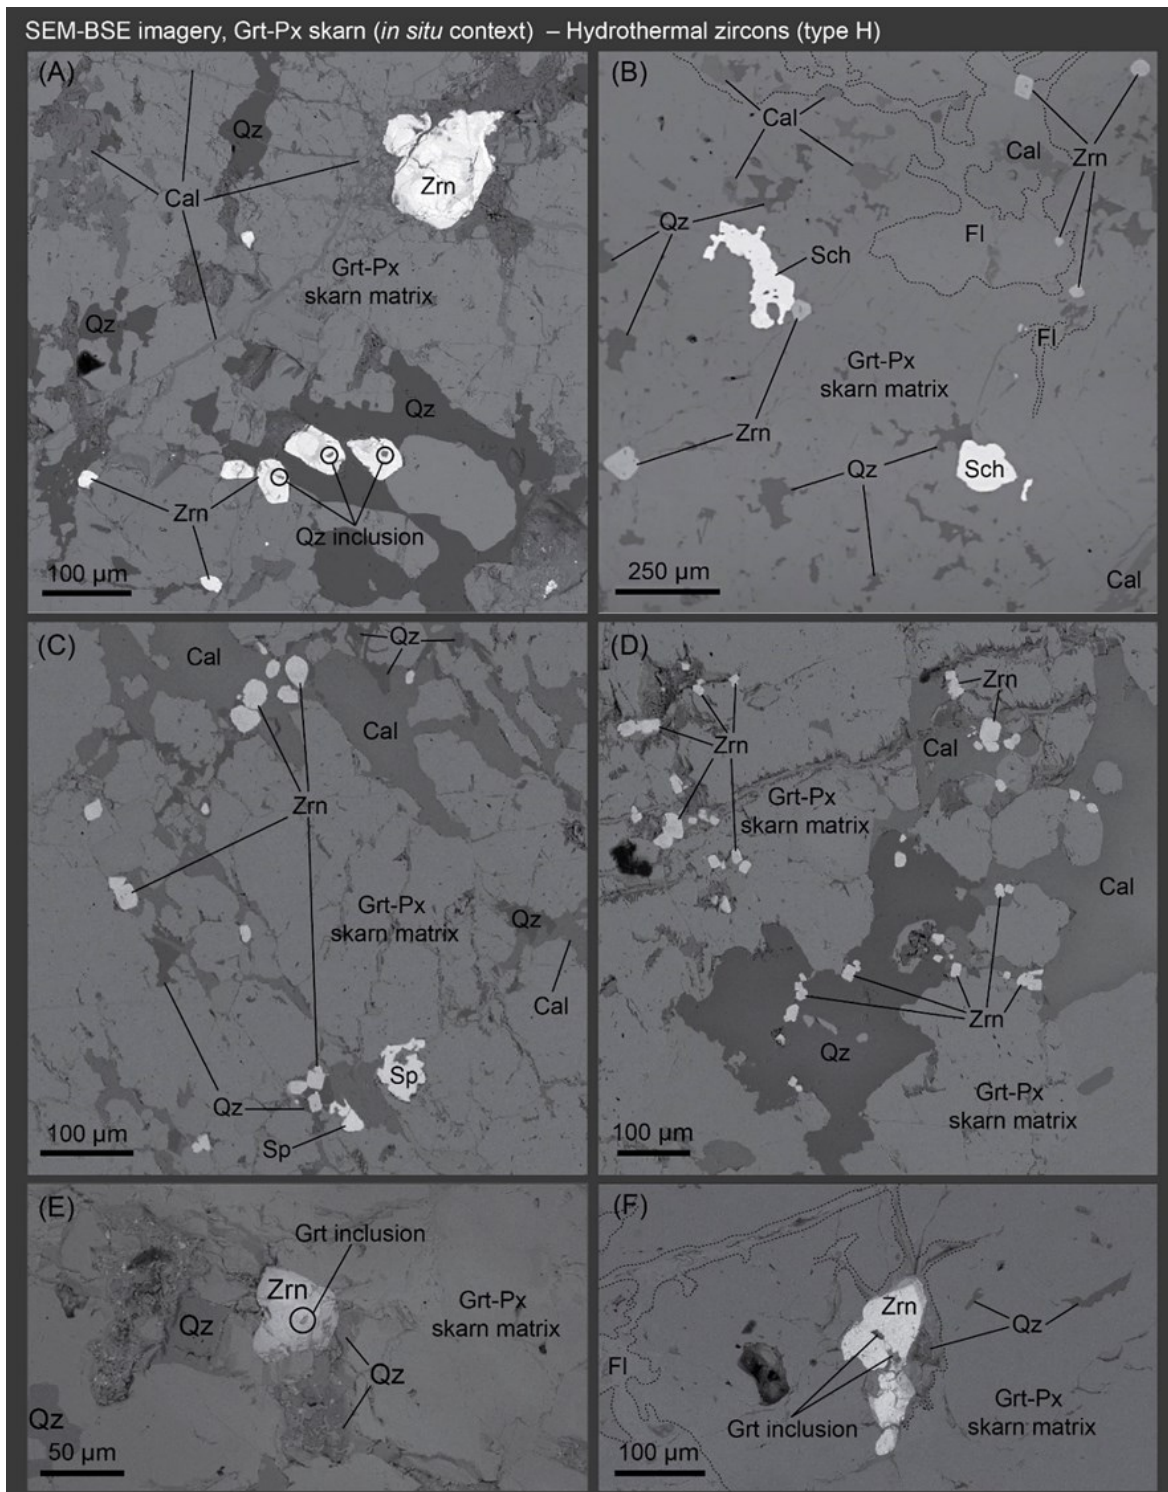 SEM-BSE imagery, Grt-Px skarn (in situ context) – Hydrothermal zircons (type H)
(A)
Qz
Zrn
Cal
Grt-Px
skarn matrix
Qz
Qz
Zrn
Qz inclusion
100 µm
(B)
Cal
Cal
Zrn
Qz
Fl
Sch
Fl
Grt-Px
skarn matrix
Zrn
Qz
Sch
250 µm
Cal
(C)
Qz
Cal
Cal
Zrn
Grt-Px
skarn matrix
Qz
Cal
Sp
Qz
Sp
100 µm
(D)
Zrn
Zrn
Cal
Grt-Px
skarn matrix
Cal
Zrn
Qz
Grt-Px
skarn matrix
100 µm
(E)
Grt inclusion
Zrn
Grt-Px
skarn matrix
Qz
Qz
Qz
50 µm
(F)
Zrn
Qz
Fl
Grt-Px
skarn matrix
Grt inclusion
100 µm